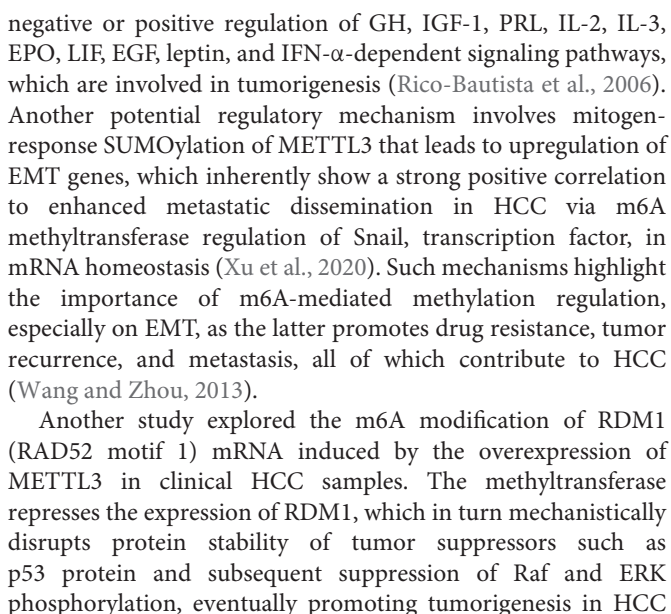 negative or positive regulation of GH, IGF-1, PRL, IL-2, IL-3,
EPO, LIF, EGF, leptin, and IFN-α-dependent signaling pathways,
which are involved in tumorigenesis (Rico-Bautista et al., 2006).
Another potential regulatory mechanism involves mitogen-
response SUMOylation of METTL3 that leads to upregulation of
EMT genes, which inherently show a strong positive correlation
to enhanced metastatic dissemination in HCC via m6A
methyltransferase regulation of Snail, transcription factor, in
mRNA homeostasis (Xu et al., 2020). Such mechanisms highlight
the importance of m6A-mediated methylation regulation,
especially on EMT, as the latter promotes drug resistance, tumor
recurrence, and metastasis, all of which contribute to HCC
(Wang and Zhou, 2013).
Another study explored the m6A modification of RDM1
(RAD52 motif 1) mRNA induced by the overexpression of
METTL3 in clinical HCC samples. The methyltransferase
represses the expression of RDM1, which in turn mechanistically
disrupts protein stability of tumor suppressors such as
p53 protein and subsequent suppression of Raf and ERK
phosphorylation, eventually promoting tumorigenesis in HCC